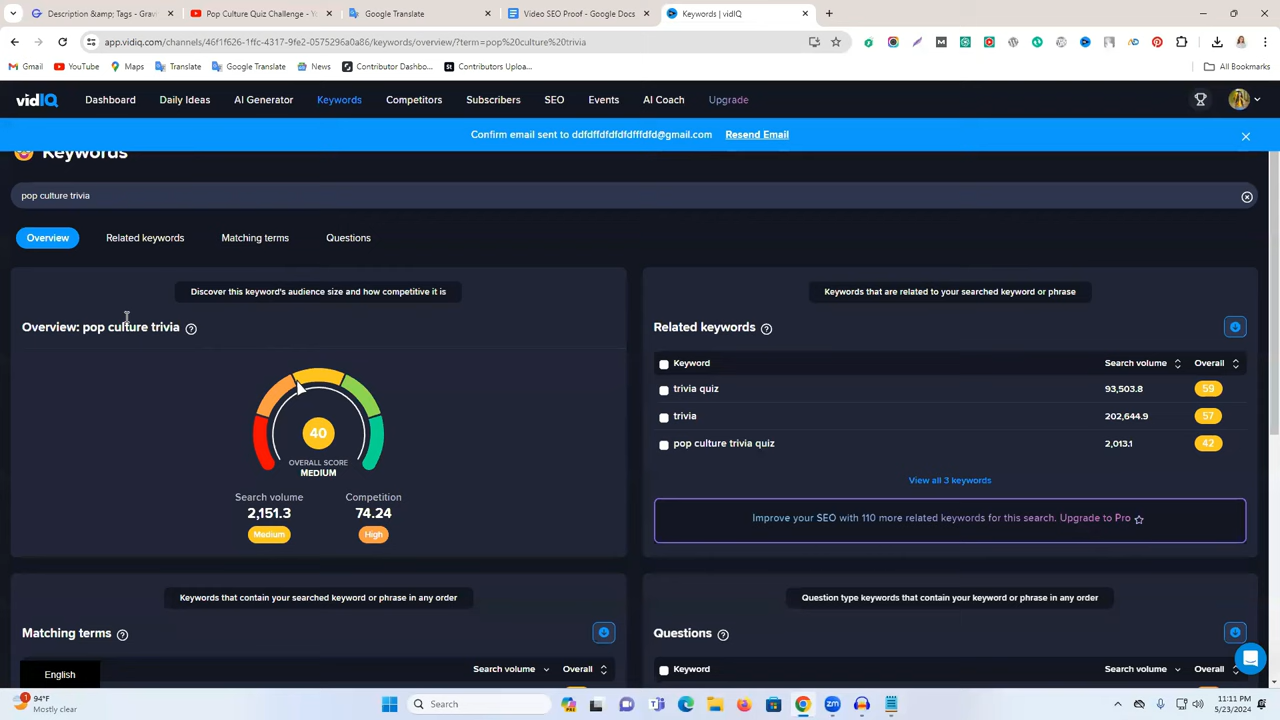 Description &amp; Tags - Grav
Pop Culture Quiz Challenge - Y
Google Translate
Video SEO Proof - Google Docs
Keywords | vidIQ
app.vidiq.com/channels/46f1f626-1ffc-4317-9fe2-0575296a0a86/keywords/overview/?term=pop%20culture%20trivia
Gmail
YouTube
Maps
Translate
Google Translate
News
Contributor Dashbo...
Contributors Uploa...
All Bookmarks
vidIQ
Dashboard
Daily Ideas
AI Generator
Keywords
Competitors
Subscribers
SEO
Events
AI Coach
Upgrade
Confirm email sent to ddfdffdfdfdfdfffdfd@gmail.com Resend Email
Keywords
pop culture trivia
Overview
Related keywords
Matching terms
Questions
Discover this keyword's audience size and how competitive it is
Overview: pop culture trivia
40
OVERALL SCORE
MEDIUM
Search volume
Competition
2,151.3
74.24
Medium
High
Keywords that are related to your searched keyword or phrase
Related keywords
Keyword
Search volume
Overall
trivia quiz
93,503.8
59
trivia
202,644.9
57
pop culture trivia quiz
2,013.1
42
View all 3 keywords
Improve your SEO with 110 more related keywords for this search. Upgrade to Pro
Keywords that contain your searched keyword or phrase in any order
Matching terms
Search volume
Overall
Question type keywords that contain your keyword or phrase in any order
Questions
Keyword
Search volume
Overall
English
1
94°F
Mostly clear
Search
11:11 PM
5/23/2024